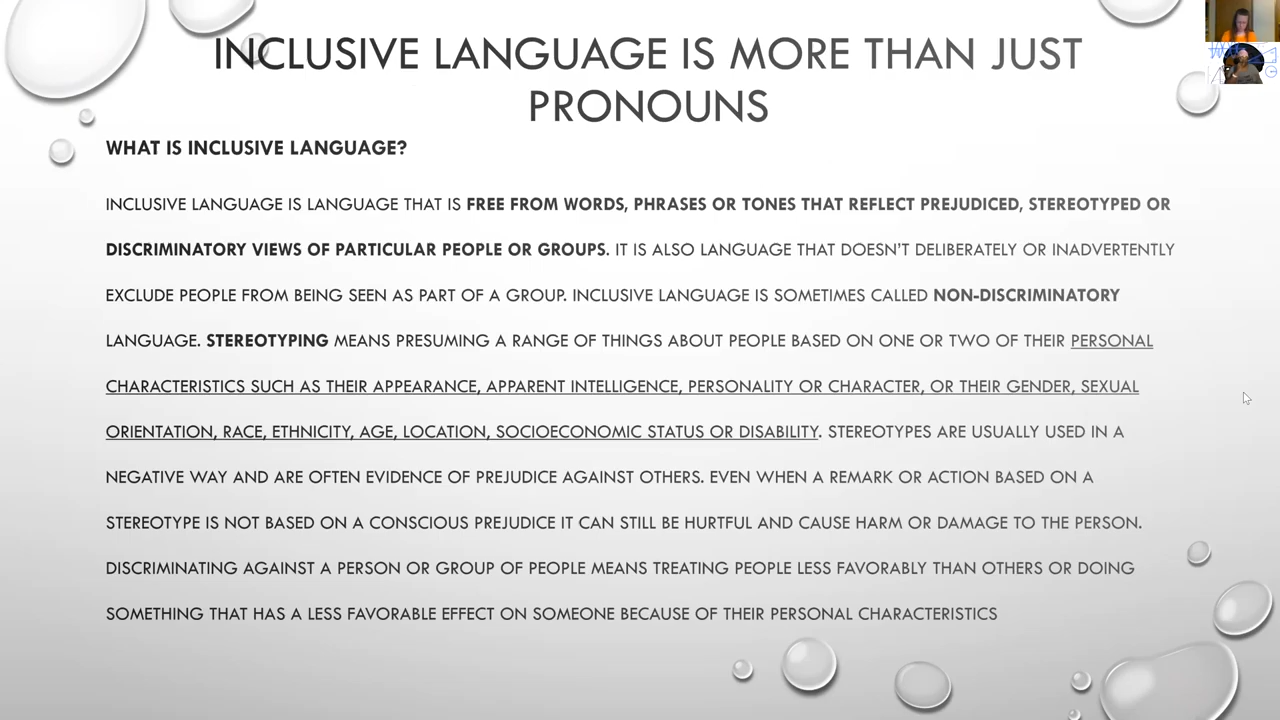 INCLUSIVE LANGUAGE IS MORE THAN JUST
PRONOUNS
WHAT IS INCLUSIVE LANGUAGE?
INCLUSIVE LANGUAGE IS LANGUAGE THAT IS FREE FROM WORDS, PHRASES OR TONES THAT REFLECT PREJUDICED, STEREOTYPED OR
DISCRIMINATORY VIEWS OF PARTICULAR PEOPLE OR GROUPS. IT IS ALSO LANGUAGE THAT DOESN'T DELIBERATELY OR INADVERTENTLY
EXCLUDE PEOPLE FROM BEING SEEN AS PART OF A GROUP. INCLUSIVE LANGUAGE IS SOMETIMES CALLED NON-DISCRIMINATORY
LANGUAGE. STEREOTYPING MEANS PRESUMING A RANGE OF THINGS ABOUT PEOPLE BASED ON ONE OR TWO OF THEIR PERSONAL
CHARACTERISTICS SUCH AS THEIR APPEARANCE, APPARENT INTELLIGENCE, PERSONALITY OR CHARACTER, OR THEIR GENDER, SEXUAL
ORIENTATION, RACE, ETHNICITY, AGE, LOCATION, SOCIOECONOMIC STATUS OR DISABILITY. STEREOTYPES ARE USUALLY USED IN A
NEGATIVE WAY AND ARE OFTEN EVIDENCE OF PREJUDICE AGAINST OTHERS. EVEN WHEN A REMARK OR ACTION BASED ON A
STEREOTYPE IS NOT BASED ON A CONSCIOUS PREJUDICE IT CAN STILL BE HURTFUL AND CAUSE HARM OR DAMAGE TO THE PERSON.
DISCRIMINATING AGAINST A PERSON OR GROUP OF PEOPLE MEANS TREATING PEOPLE LESS FAVORABLY THAN OTHERS OR DOING
SOMETHING THAT HAS A LESS FAVORABLE EFFECT ON SOMEONE BECAUSE OF THEIR PERSONAL CHARACTERISTICS